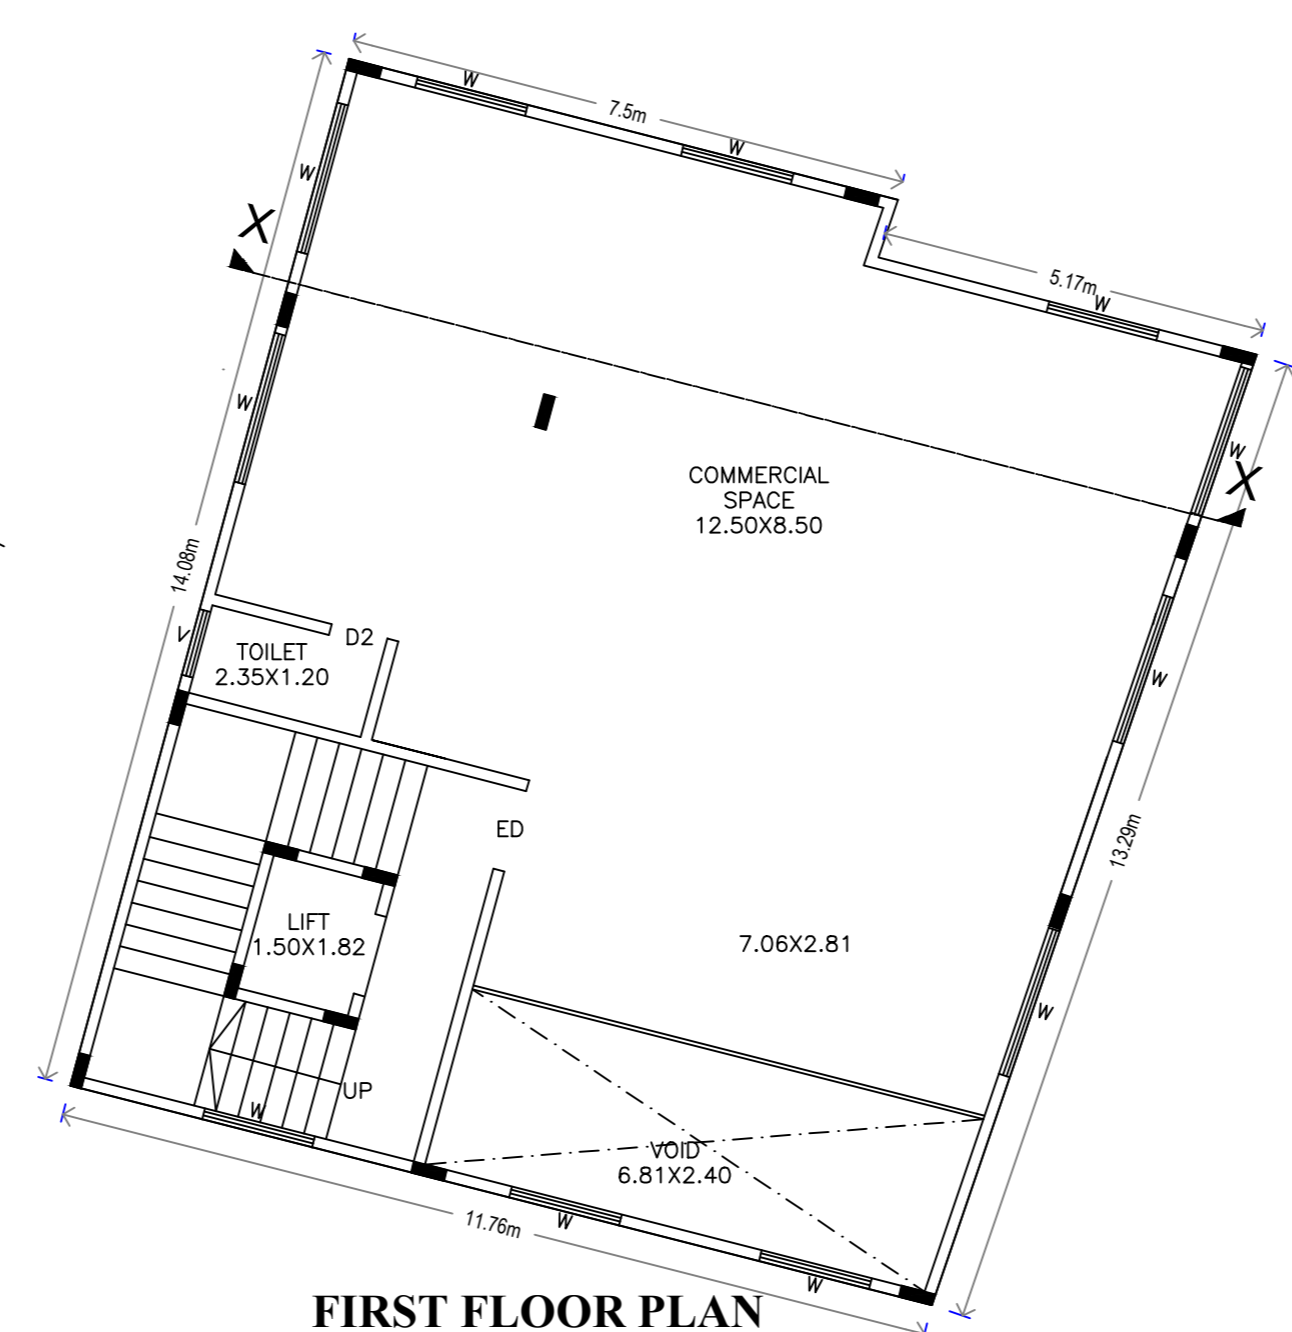 W
7.5m
W
W
X
5.17m
W
W
W
X
COMMERCIAL
SPACE
12.50X8.50
14.08m
V
TOILET
2.35X1.20
D2
W
ED
13.29m
LIFT
1.50X1.82
7.06X2.81
W
UP
W
VOID
6.81X2.40
11.76m
W
W
FIRST FLOOR PLAN